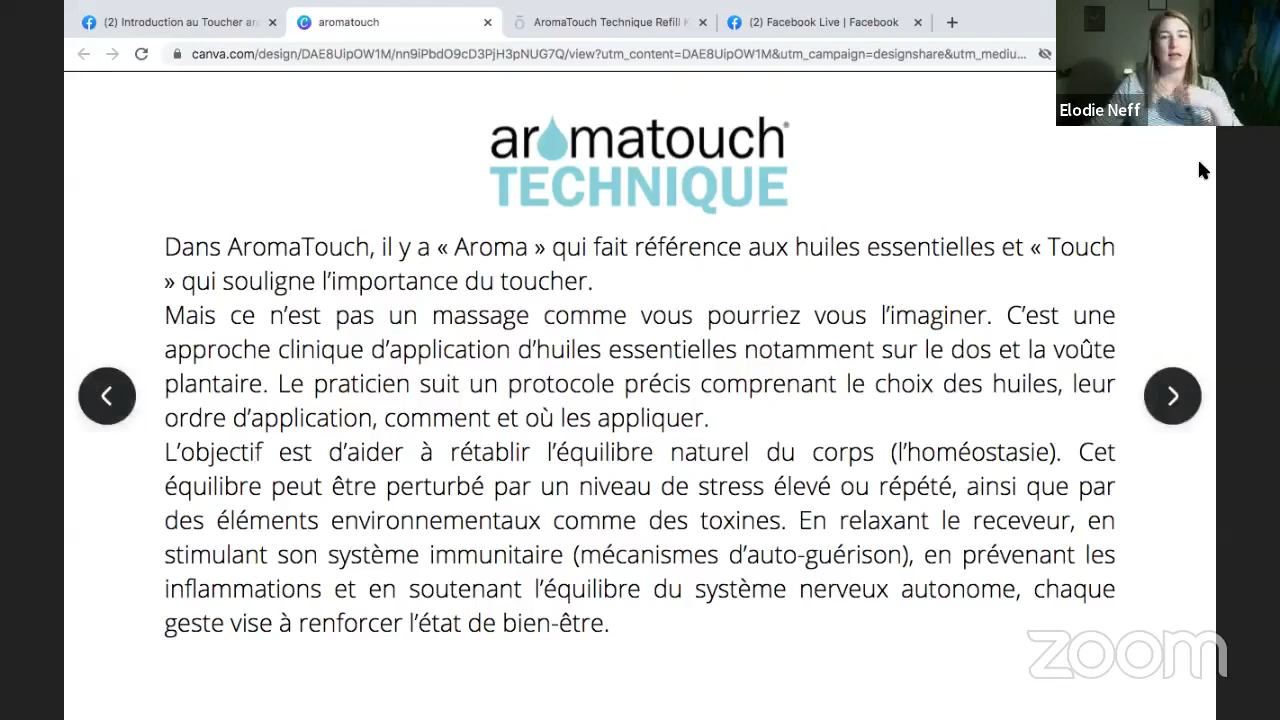 (2) Introduction au Toucher ar
aromatouch
AromaTouch Technique Refill K
(2) Facebook Live | Facebook
canva.com/design/DAE8UipOW1M/nn9iPbdO9cD3PjH3pNUG7Q/view?utm_content=DAE8UipOW1M&utm_campaign=designshare&utm_mediu...
Elodie Neff
aromatouch®
TECHNIQUE
Dans AromaTouch, il y a « Aroma » qui fait référence aux huiles essentielles et « Touch
» qui souligne l’importance du toucher.
Mais ce n’est pas un massage comme vous pourriez vous l’imaginer. C’est une
approche clinique d’application d’huiles essentielles notamment sur le dos et la voûte
plantaire. Le praticien suit un protocole précis comprenant le choix des huiles, leur
ordre d’application, comment et où les appliquer.
L’objectif est d’aider à rétablir l’équilibre naturel du corps (l’homéostasie). Cet
équilibre peut être perturbé par un niveau de stress élevé ou répété, ainsi que par
des éléments environnementaux comme des toxines. En relaxant le receveur, en
stimulant son système immunitaire (mécanismes d’auto-guérison), en prévenant les
inflammations et en soutenant l’équilibre du système nerveux autonome, chaque
geste vise à renforcer l’état de bien-être.
zoom